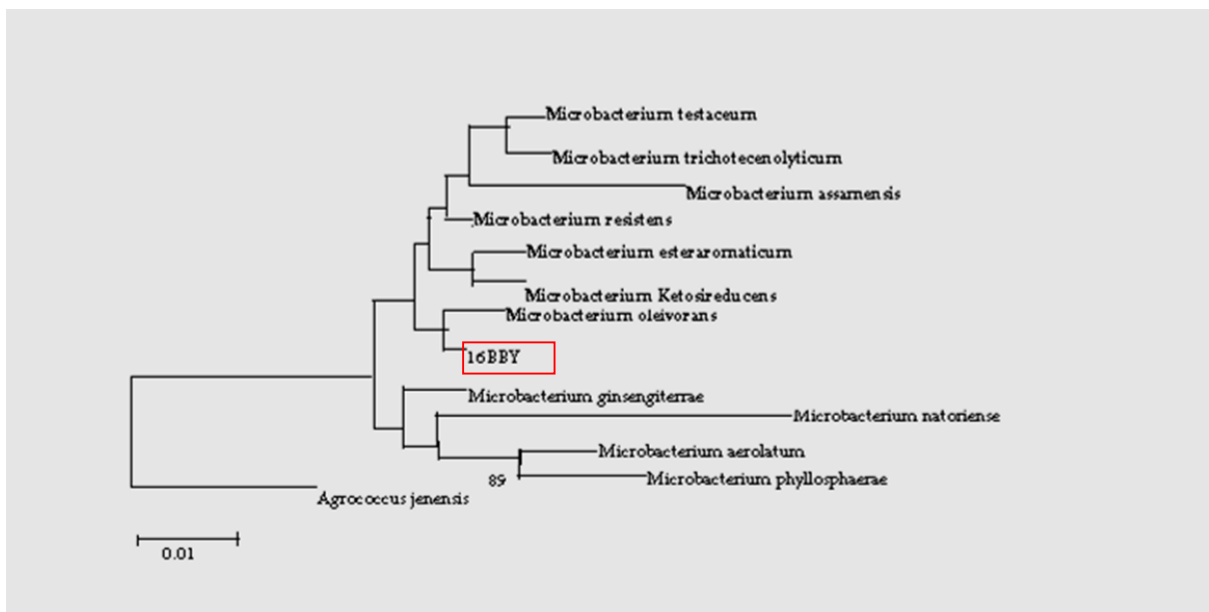 Microbacterium testaceum
Microbacterium trichotecenolyticum
Microbacterium assamensis
Microbacterium resistens
Microbacterium esteraromaticum
Microbacterium Ketosireducens
Microbacterium oleivorans
16BBY
Microbacterium ginsengiterrae
Microbacterium natoriense
Microbacterium aerolatum
89
Microbacterium phyllosphaerae
Agrococcus jenensis
0.01